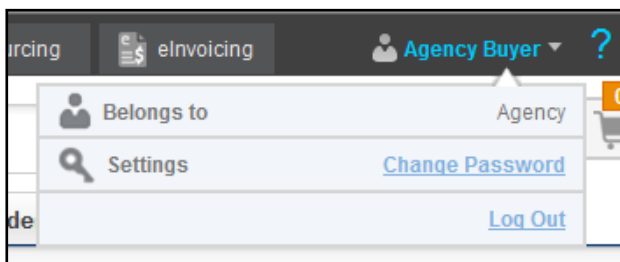 urcing eInvoicing Agency Buyer ?
Belongs to Agency
Settings Change Password
de Log Out